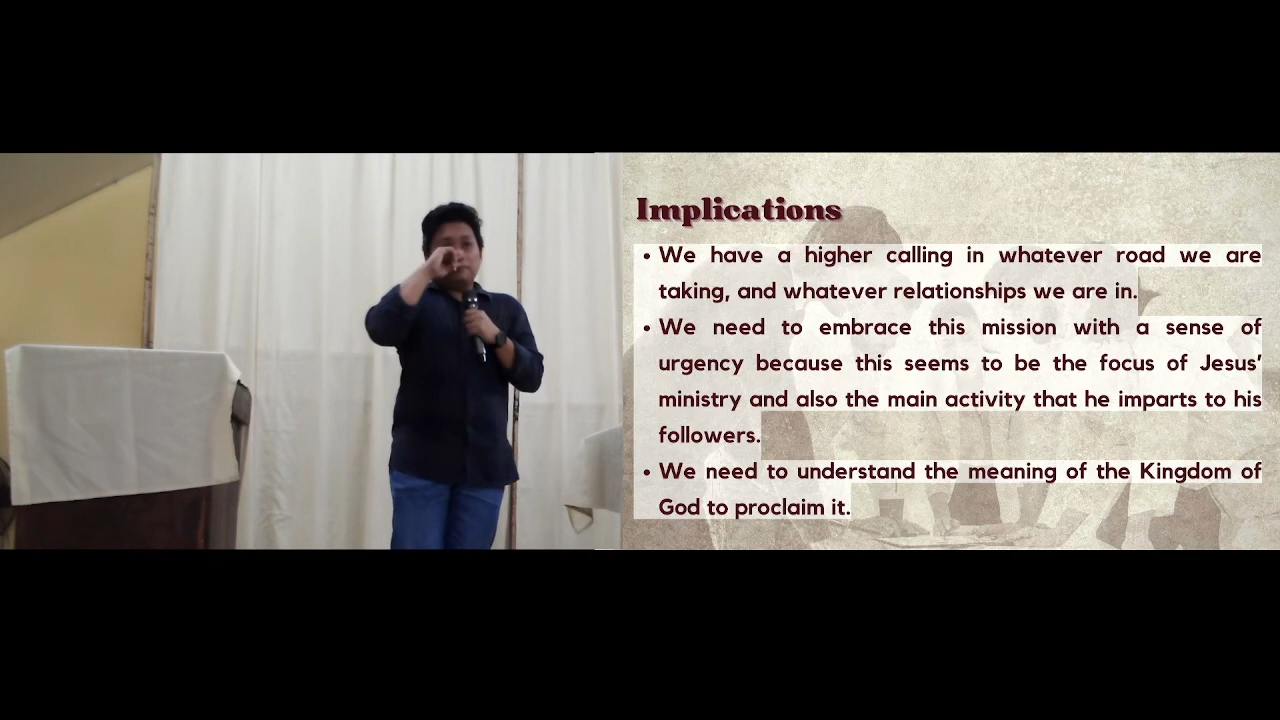 Implications
• We have a higher calling in whatever road we are
taking, and whatever relationships we are in.
• We need to embrace this mission with a sense of
urgency because this seems to be the focus of Jesus’
ministry and also the main activity that he imparts to his
followers.
• We need to understand the meaning of the Kingdom of
God to proclaim it.